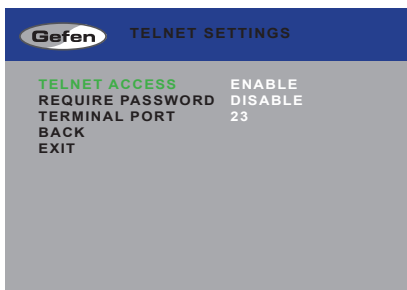 Gefen TELNET SETTINGS
TELNET ACCESS ENABLE
REQUIRE PASSWORD DISABLE
TERMINAL PORT 23
BACK
EXIT